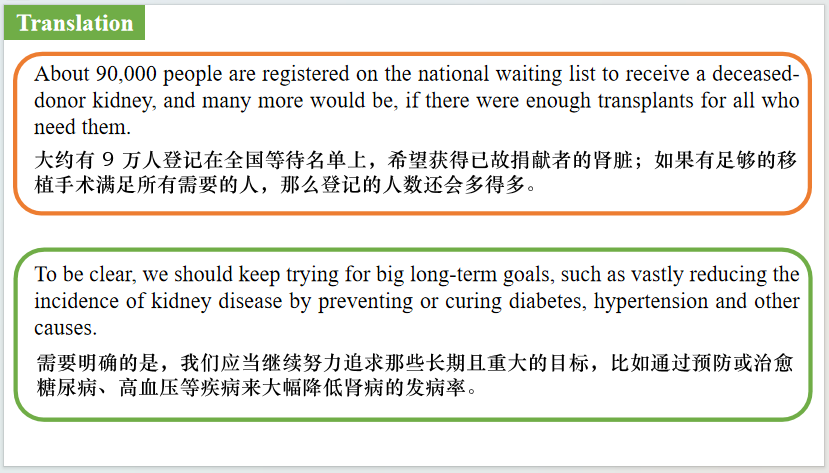 Translation
About 90,000 people are registered on the national waiting list to receive a deceased-
donor kidney, and many more would be, if there were enough transplants for all who
need them.
大约有 9 万人登记在全国等待名单上，希望获得已故捐献者的肾脏；如果有足够的移
植手术满足所有需要的人，那么登记的人数还会多得多。
To be clear, we should keep trying for big long-term goals, such as vastly reducing the
incidence of kidney disease by preventing or curing diabetes, hypertension and other
causes.
需要明确的是，我们应当继续努力追求那些长期且重大的目标，比如通过预防或治愈
糖尿病、高血压等疾病来大幅降低肾病的发病率。